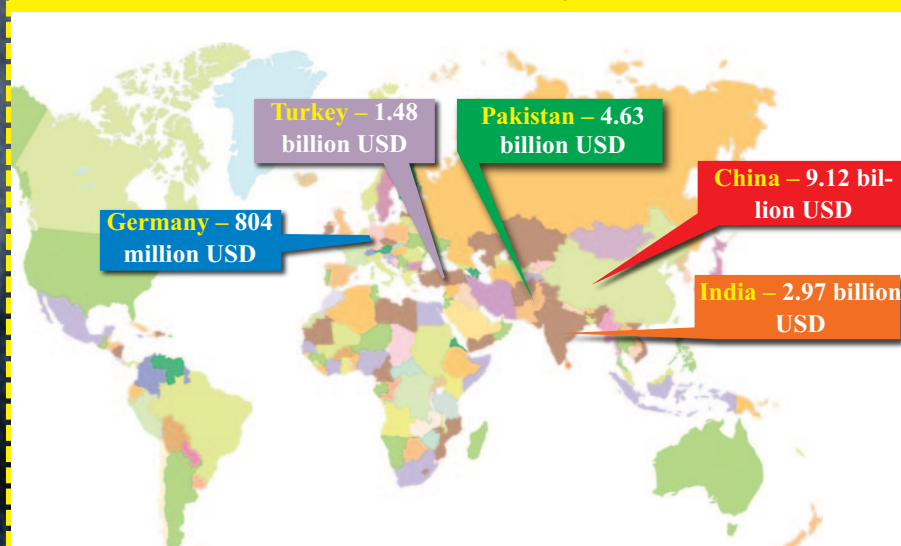 Turkey – 1.48
billion USD
Pakistan – 4.63
billion USD
China – 9.12 bil-
lion USD
Germany – 804
million USD
India – 2.97 billion
USD